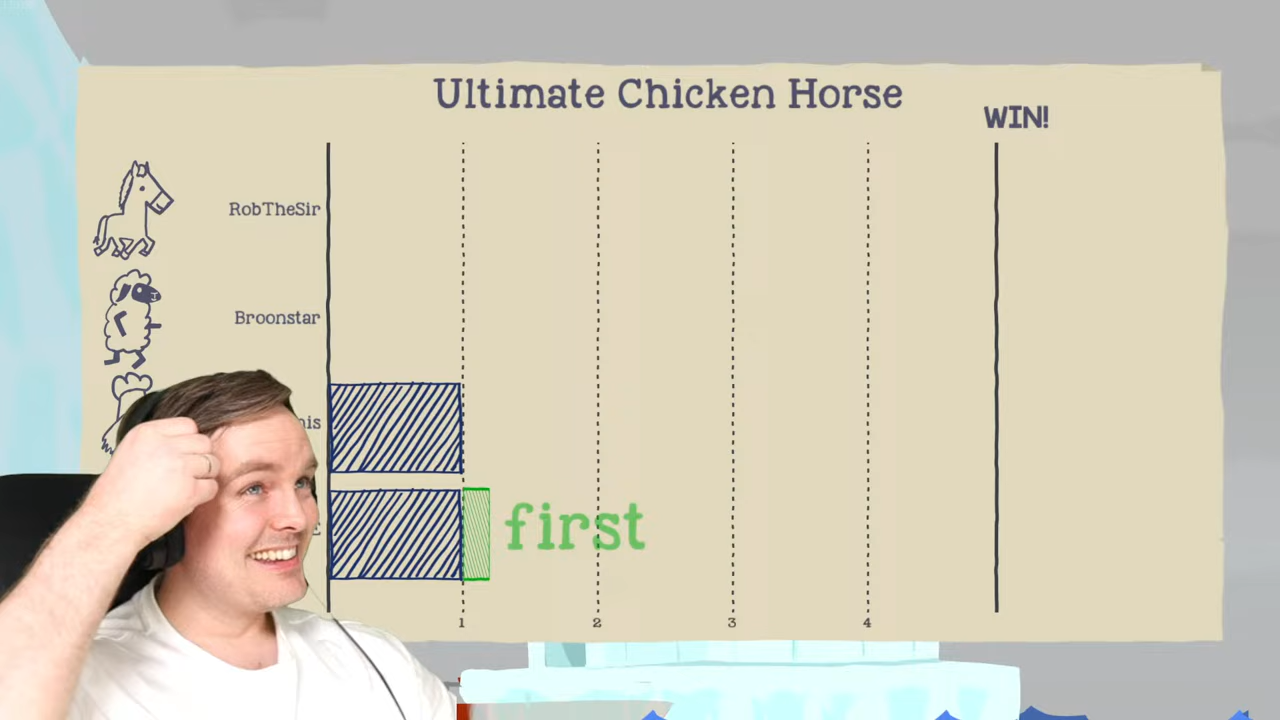 Ultimate Chicken Horse
WIN!
RobTheSir
Broonstar
first
1 2 3 4